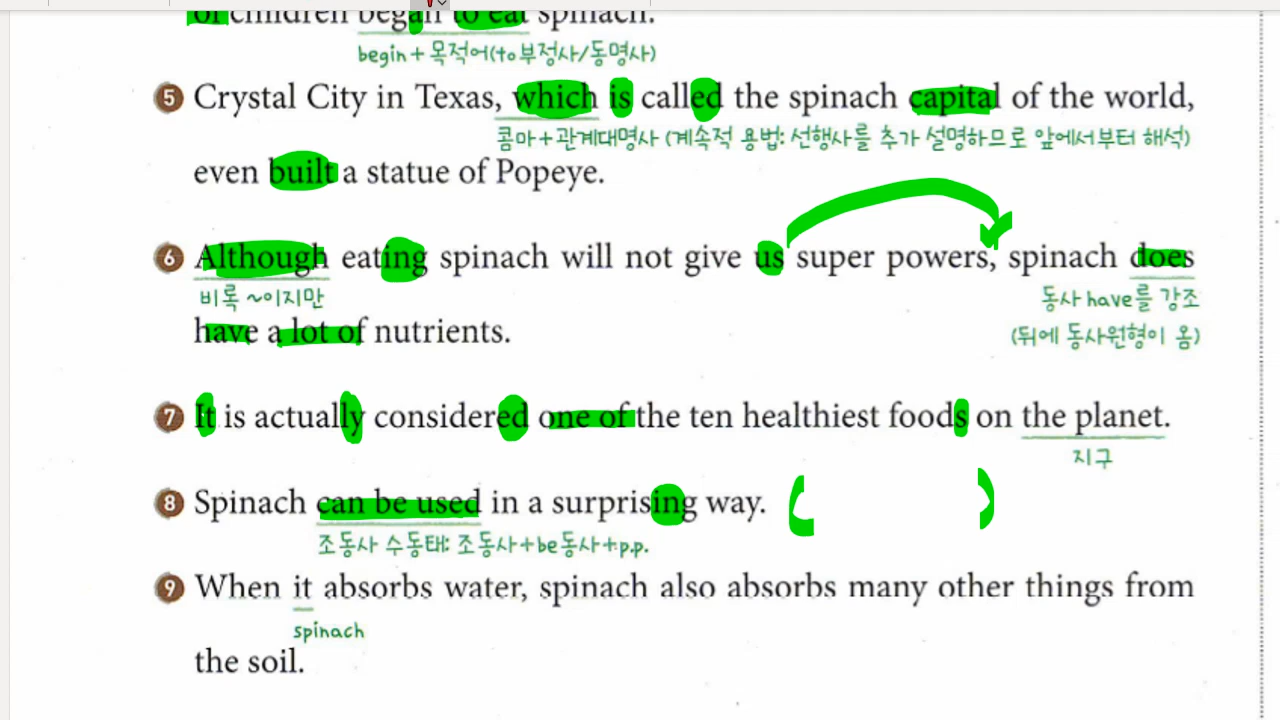 of children began to eat spinach.
begin + 목적어(to부정사/동명사)
5 Crystal City in Texas, which is called the spinach capital of the world,
콤마+관계대명사 (계속적 용법: 선행사를 추가 설명하므로 앞에서부터 해석)
even built a statue of Popeye.
6 Although eating spinach will not give us super powers, spinach does
비록 ~이지만
동사 have를 강조
have a lot of nutrients.
(뒤에 동사원형이 옴)
7 It is actually considered one of the ten healthiest foods on the planet.
지구
8 Spinach can be used in a surprising way.
조동사 수동태: 조동사+be동사+p.p.
9 When it absorbs water, spinach also absorbs many other things from
spinach
the soil.